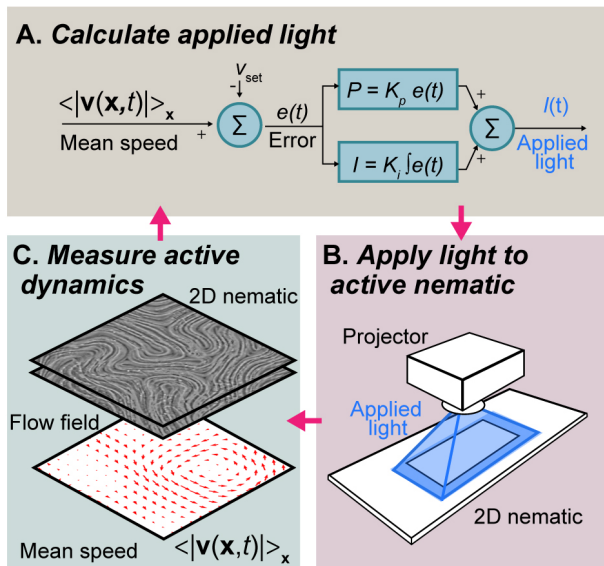 A. Calculate applied light
v_set
-
<|v(x,t)|>_x
Mean speed
+
Σ
e(t)
Error
P = K_p e(t)
I = K_i ∫e(t)
+
+
Σ
I(t)
Applied
light
C. Measure active
dynamics
2D nematic
Flow field
Mean speed <|v(x,t)|>_x
B. Apply light to
active nematic
Projector
Applied
light
2D nematic